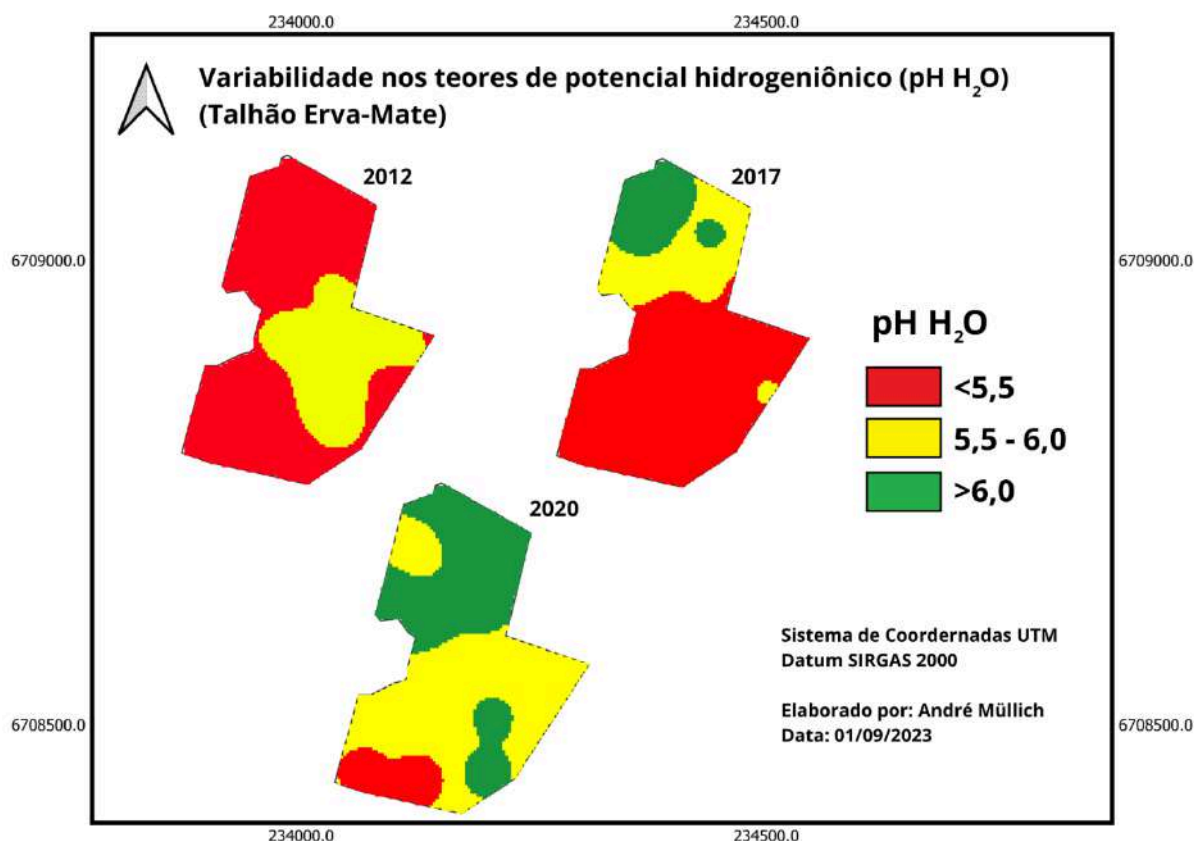 234000.0
234500.0
Variabilidade nos teores de potencial hidrogeniônico (pH H₂O)
(Talhão Erva-Mate)
2012
2017
6709000.0
6709000.0
pH H₂O
<5,5
5,5 - 6,0
>6,0
2020
Sistema de Coordernadas UTM
Datum SIRGAS 2000
6708500.0
Elaborado por: André Müllich
6708500.0
Data: 01/09/2023
234000.0
234500.0